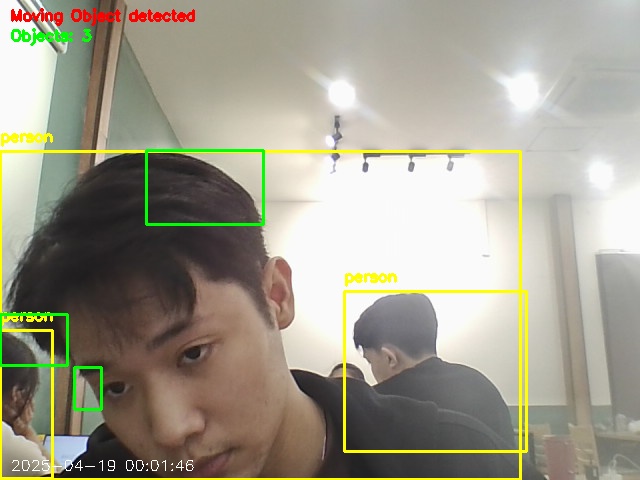 Moving Object detected
Objects: 3
person
person
person
2025-04-19 00:01:46